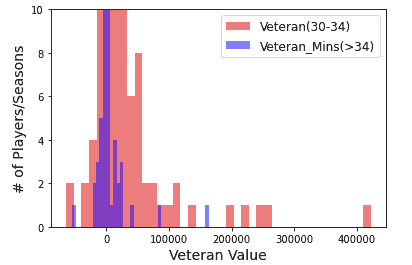 10
8
6
4
2
0
# of Players/Seasons
Veteran(30-34)
Veteran_Mins(>34)
0 100000 200000 300000 400000
Veteran Value